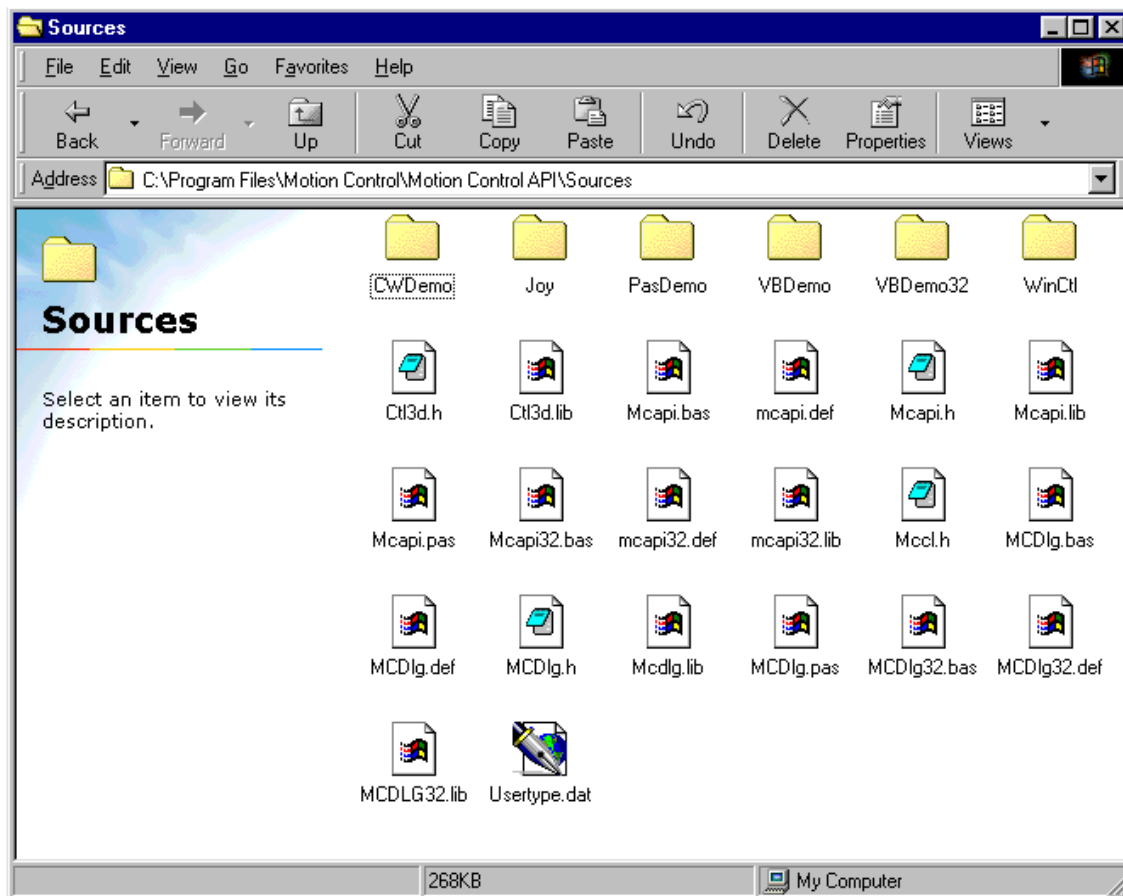 Sources
File Edit View Go Favorites Help
Back Forward Up Cut Copy Paste Undo Delete Properties Views
Address C:\Program Files\Motion Control\Motion Control API\Sources
CWDemo Joy PasDemo VBDemo VBDemo32 WinCtl
Sources
Ctl3d.h Ctl3d.lib Mcapi.bas mcapi.def Mcapi.h Mcapi.lib
Select an item to view its
description.
Mcapi.pas Mcapi32.bas mcapi32.def mcapi32.lib Mccl.h MCDlg.bas
MCDlg.def MCDlg.h Mcdlg.lib MCDlg.pas MCDlg32.bas MCDlg32.def
MCDLG32.lib Usertype.dat
268KB My Computer